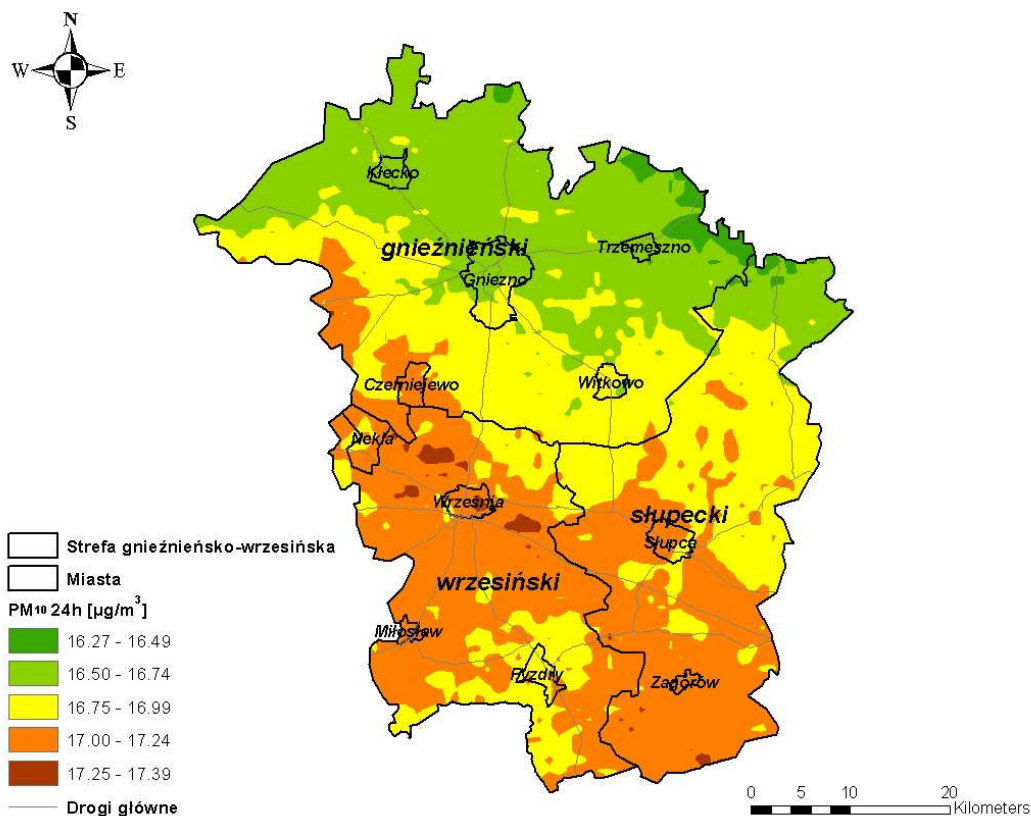 N
W E
S
Kłecko
gnieźnieński
Trzemeszno
Gniezno
Czerniejewo
Witkowo
Nekla
Września
słupecki
Słupca
wrzesiński
Miłosław
Pyzdry
Zagórów
Strefa gnieźnieńsko-wrzesińska
Miasta
PM10 24h [µg/m³]
16.27 - 16.49
16.50 - 16.74
16.75 - 16.99
17.00 - 17.24
17.25 - 17.39
Drogi główne
0 5 10 20
Kilometers